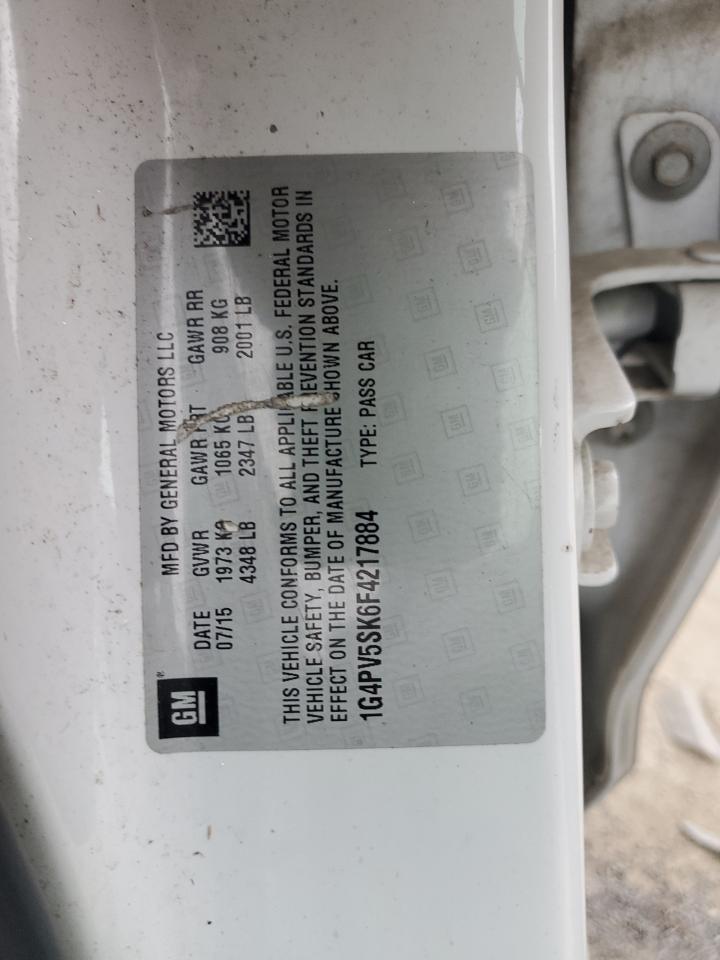 GM
MFD BY GENERAL MOTORS LLC
DATE GVWR GAWR FRT GAWR RR
07/15 1973 KG 1065 KG 908 KG
4348 LB 2347 LB 2001 LB
THIS VEHICLE CONFORMS TO ALL APPLICABLE U.S. FEDERAL MOTOR
VEHICLE SAFETY, BUMPER, AND THEFT PREVENTION STANDARDS IN
EFFECT ON THE DATE OF MANUFACTURE SHOWN ABOVE.
1G4PV5SK6F4217884 TYPE: PASS CAR